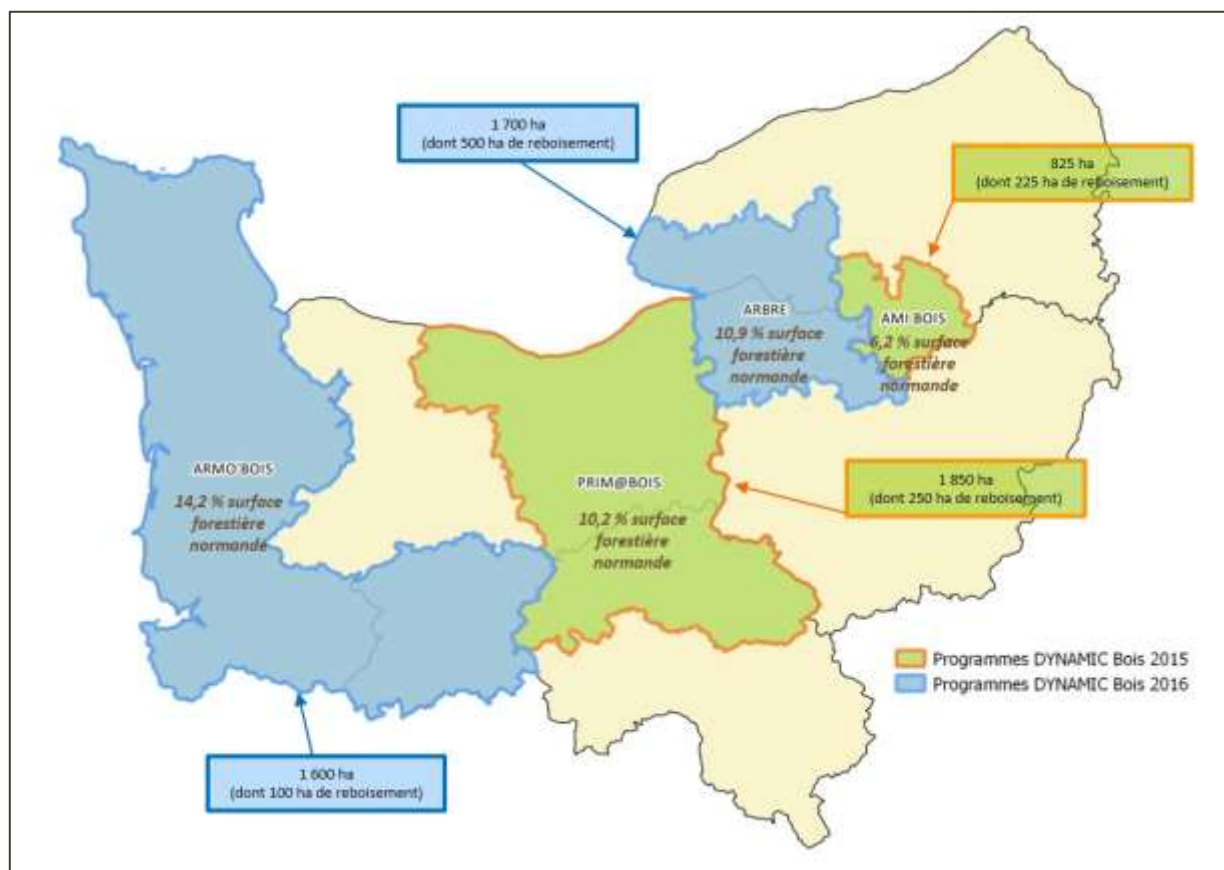 1 700 ha
(dont 500 ha de reboisement)
825 ha
(dont 225 ha de reboisement)
ARBRE
10,9 % surface
forestière
normande
AMI BOIS
6,2 % surface
forestière
normande
ARMO'BOIS
14,2 % surface
forestière
normande
PRIM@BOIS
10,2 % surface
forestière
normande
1 850 ha
(dont 250 ha de reboisement)
Programmes DYNAMIC Bois 2015
Programmes DYNAMIC Bois 2016
1 600 ha
(dont 100 ha de reboisement)